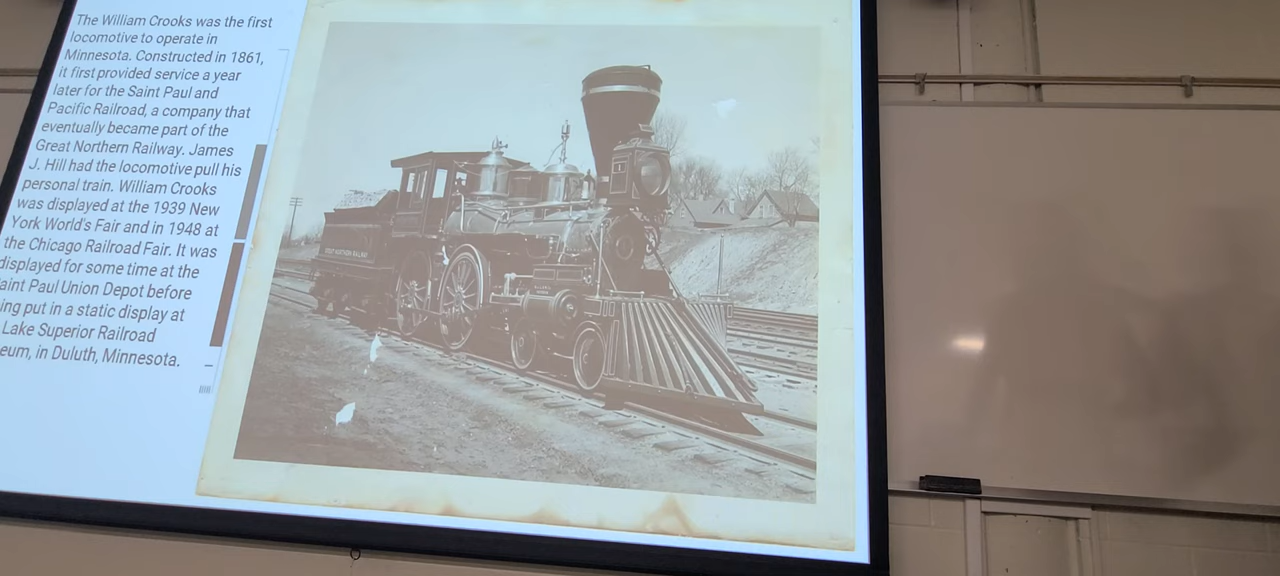 The William Crooks was the first
locomotive to operate in
Minnesota. Constructed in 1861,
it first provided service a year
later for the Saint Paul and
Pacific Railroad, a company that
eventually became part of the
Great Northern Railway. James
J. Hill had the locomotive pull his
personal train. William Crooks
was displayed at the 1939 New
York World's Fair and in 1948 at
the Chicago Railroad Fair. It was
displayed for some time at the
aint Paul Union Depot before
ing put in a static display at
Lake Superior Railroad
eum, in Duluth, Minnesota.
GREAT NORTHERN RAILWAY